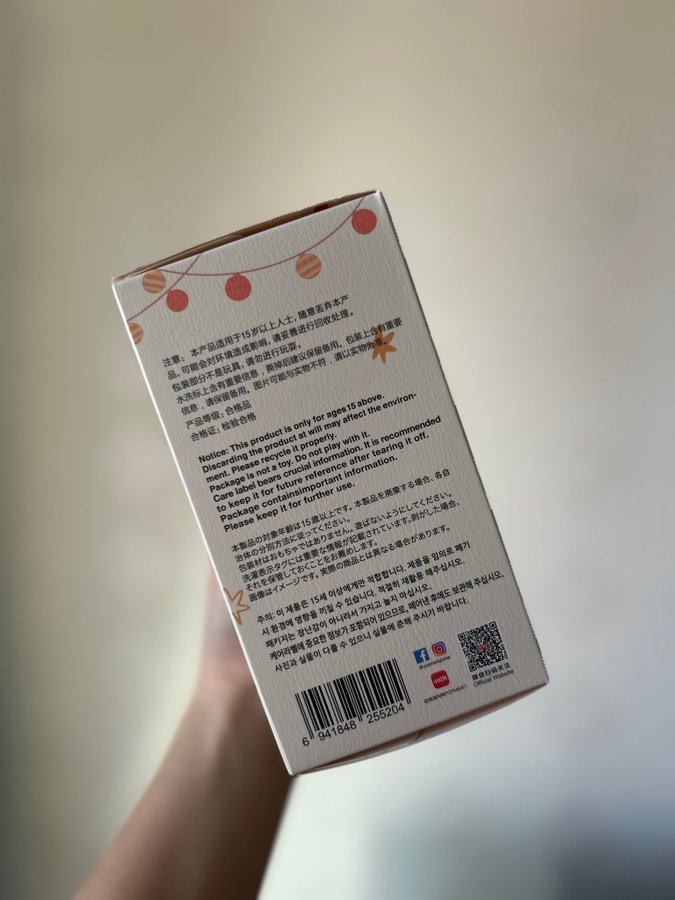 注意：本产品适用于15岁以上人士，随意丢弃本产
品，可能会对环境造成影响，请妥善进行回收处理。
包装部分不是玩具，请勿进行玩耍。
水洗标上含有重要信息，撕掉后建议保留备用。包装上含有重要
信息，请保留备用。图片可能与实物不符，请以实物为准。
产品等级：合格品
合格证：检验合格
Notice: This product is only for ages15 above.
Discarding the product at will may affect the environ-
ment. Please recycle it properly.
Package is not a toy. Do not play with it.
Care label bears crucial information. It is recommended
to keep it for future reference after tearing it off.
Package containsimportant information.
Please keep it for further use.
本製品の対象年齢は15歳以上です。本製品を廃棄する場合、各自
治体の分別方法に従ってください。
包装材はおもちゃではありません。遊ばないようにしてください。
洗濯表示タグには重要な情報が記載されています。剥がした場合、
それを保管しておくことをお薦めします。
画像はイメージです。実際の商品とは異なる場合があります。
주의: 이 제품은 15세 이상에게만 적합합니다. 제품을 임의로 폐기
시 환경에 영향을 끼칠 수 있습니다. 적절히 재활용 해주십시오.
패키지는 장난감이 아니라서 가지고 놀지 마십시오.
케어라벨에 중요한 정보가 포함되어 있으므로, 떼어낸 후에도 보관해 주십시오.
사진과 실물이 다를 수 있으니 실물에 준해 주시기 바랍니다.
6 941848 255204
微信扫码关注
Official Website